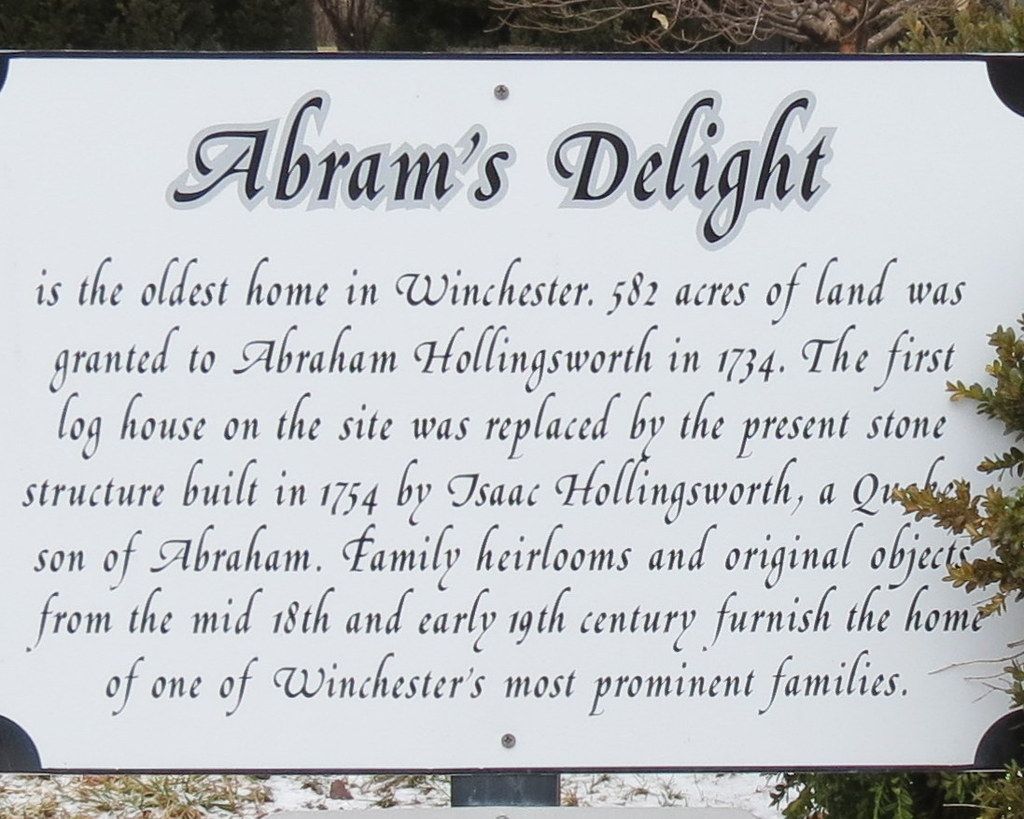 Abram's Delight
is the oldest home in Winchester. 582 acres of land was
granted to Abraham Hollingsworth in 1734. The first
log house on the site was replaced by the present stone
structure built in 1754 by Isaac Hollingsworth, a Quaker
son of Abraham. Family heirlooms and original objects
from the mid 18th and early 19th century furnish the home
of one of Winchester's most prominent families.